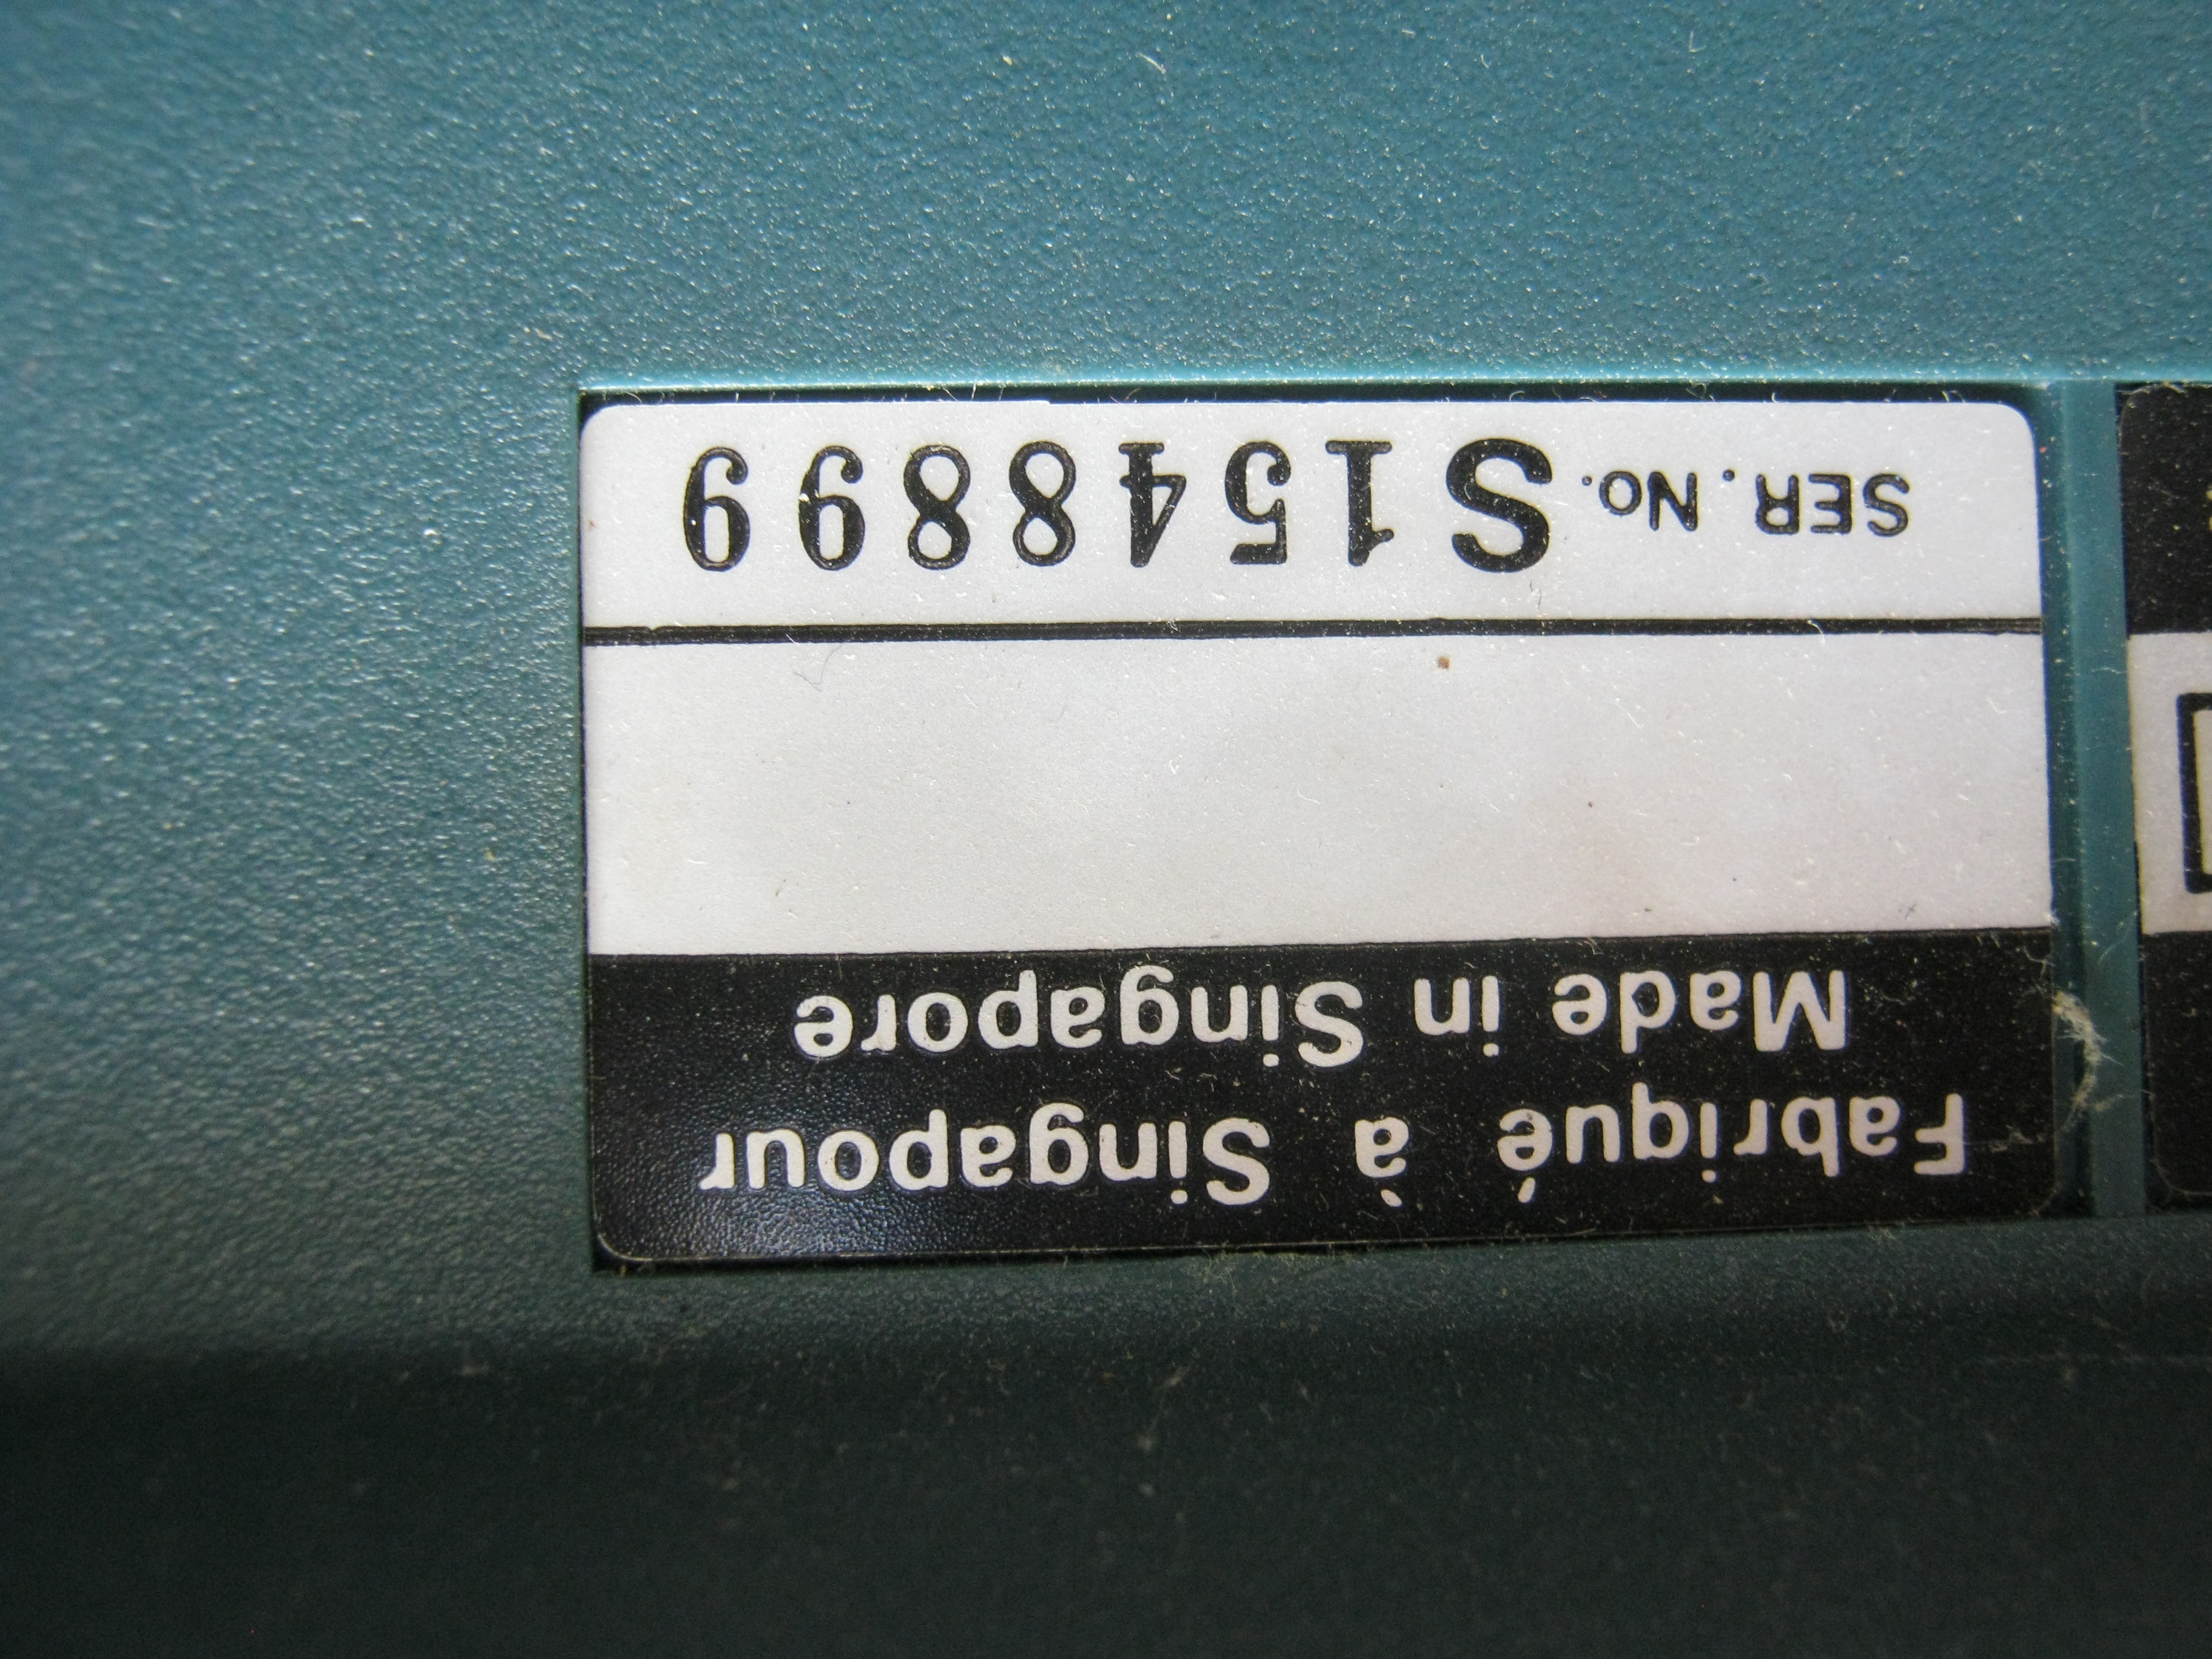 Fabriqué à Singapour
Made in Singapore
SER. No. S1548899